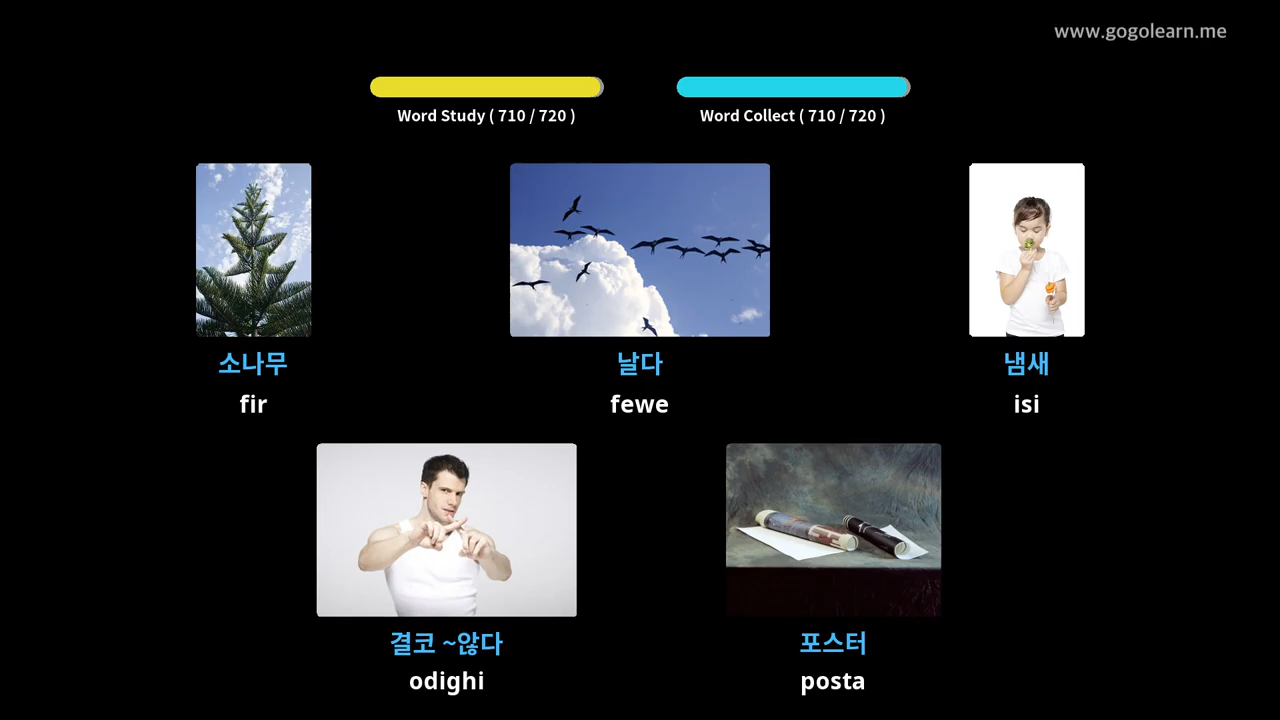 www.gogolearn.me
Word Study ( 710 / 720 )
Word Collect ( 710 / 720 )
소나무
fir
날다
fewe
냄새
isi
결코 ~않다
odighi
포스터
posta